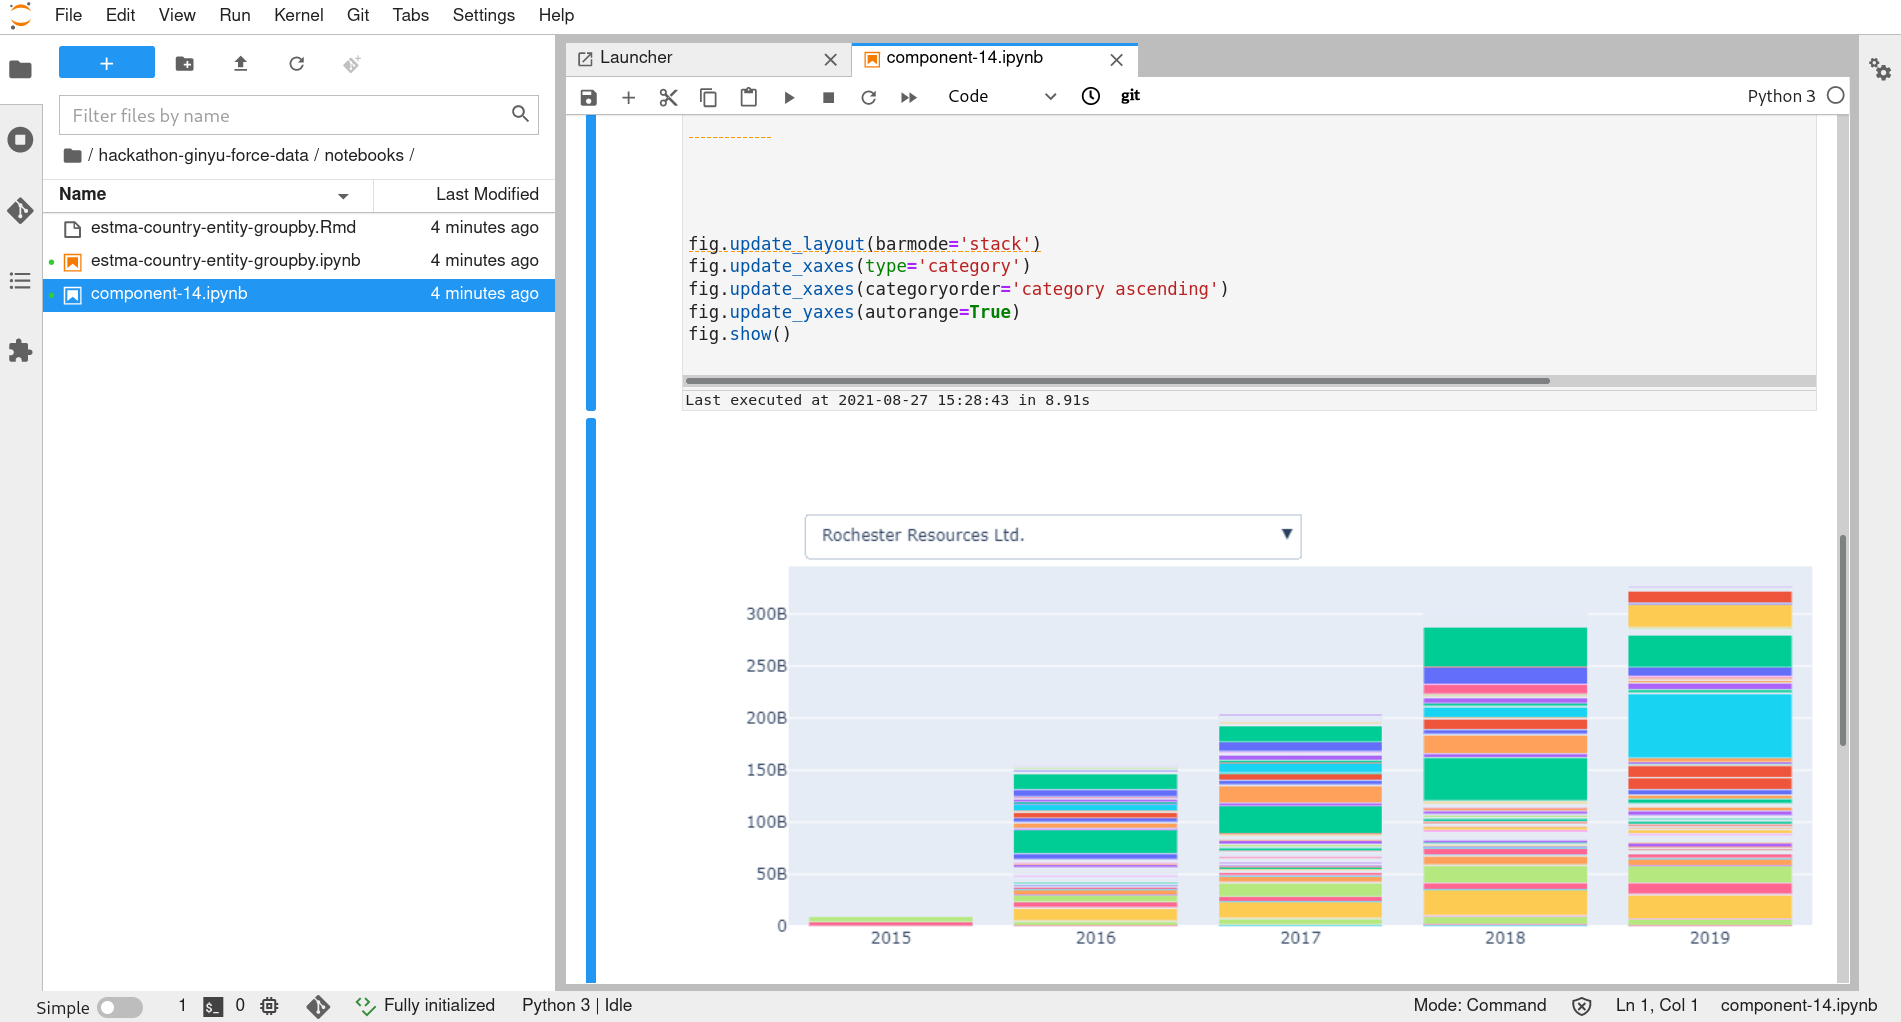 File Edit View Run Kernel Git Tabs Settings Help
Launcher
component-14.ipynb
Code
git
Python 3
Filter files by name
/ hackathon-ginyu-force-data / notebooks /
Name
Last Modified
estma-country-entity-groupby.Rmd 4 minutes ago
estma-country-entity-groupby.ipynb 4 minutes ago
component-14.ipynb 4 minutes ago
--------------
fig.update_layout(barmode='stack')
fig.update_xaxes(type='category')
fig.update_xaxes(categoryorder='category ascending')
fig.update_yaxes(autorange=True)
fig.show()
Last executed at 2021-08-27 15:28:43 in 8.91s
Rochester Resources Ltd.
300B
250B
200B
150B
100B
50B
0
2015 2016 2017 2018 2019
Simple 1 $_ 0 Fully initialized Python 3 | Idle Mode: Command Ln 1, Col 1 component-14.ipynb